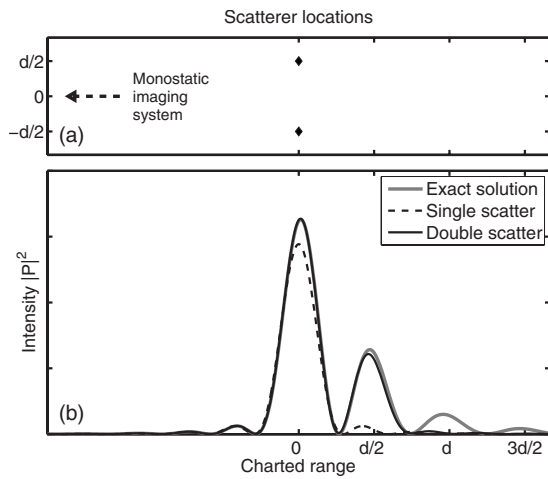 Scatterer locations
d/2
0
−d/2
Monostatic
imaging
system
(a)
Exact solution
Single scatter
Double scatter
Intensity |P|²
(b)
0
d/2
d
3d/2
Charted range